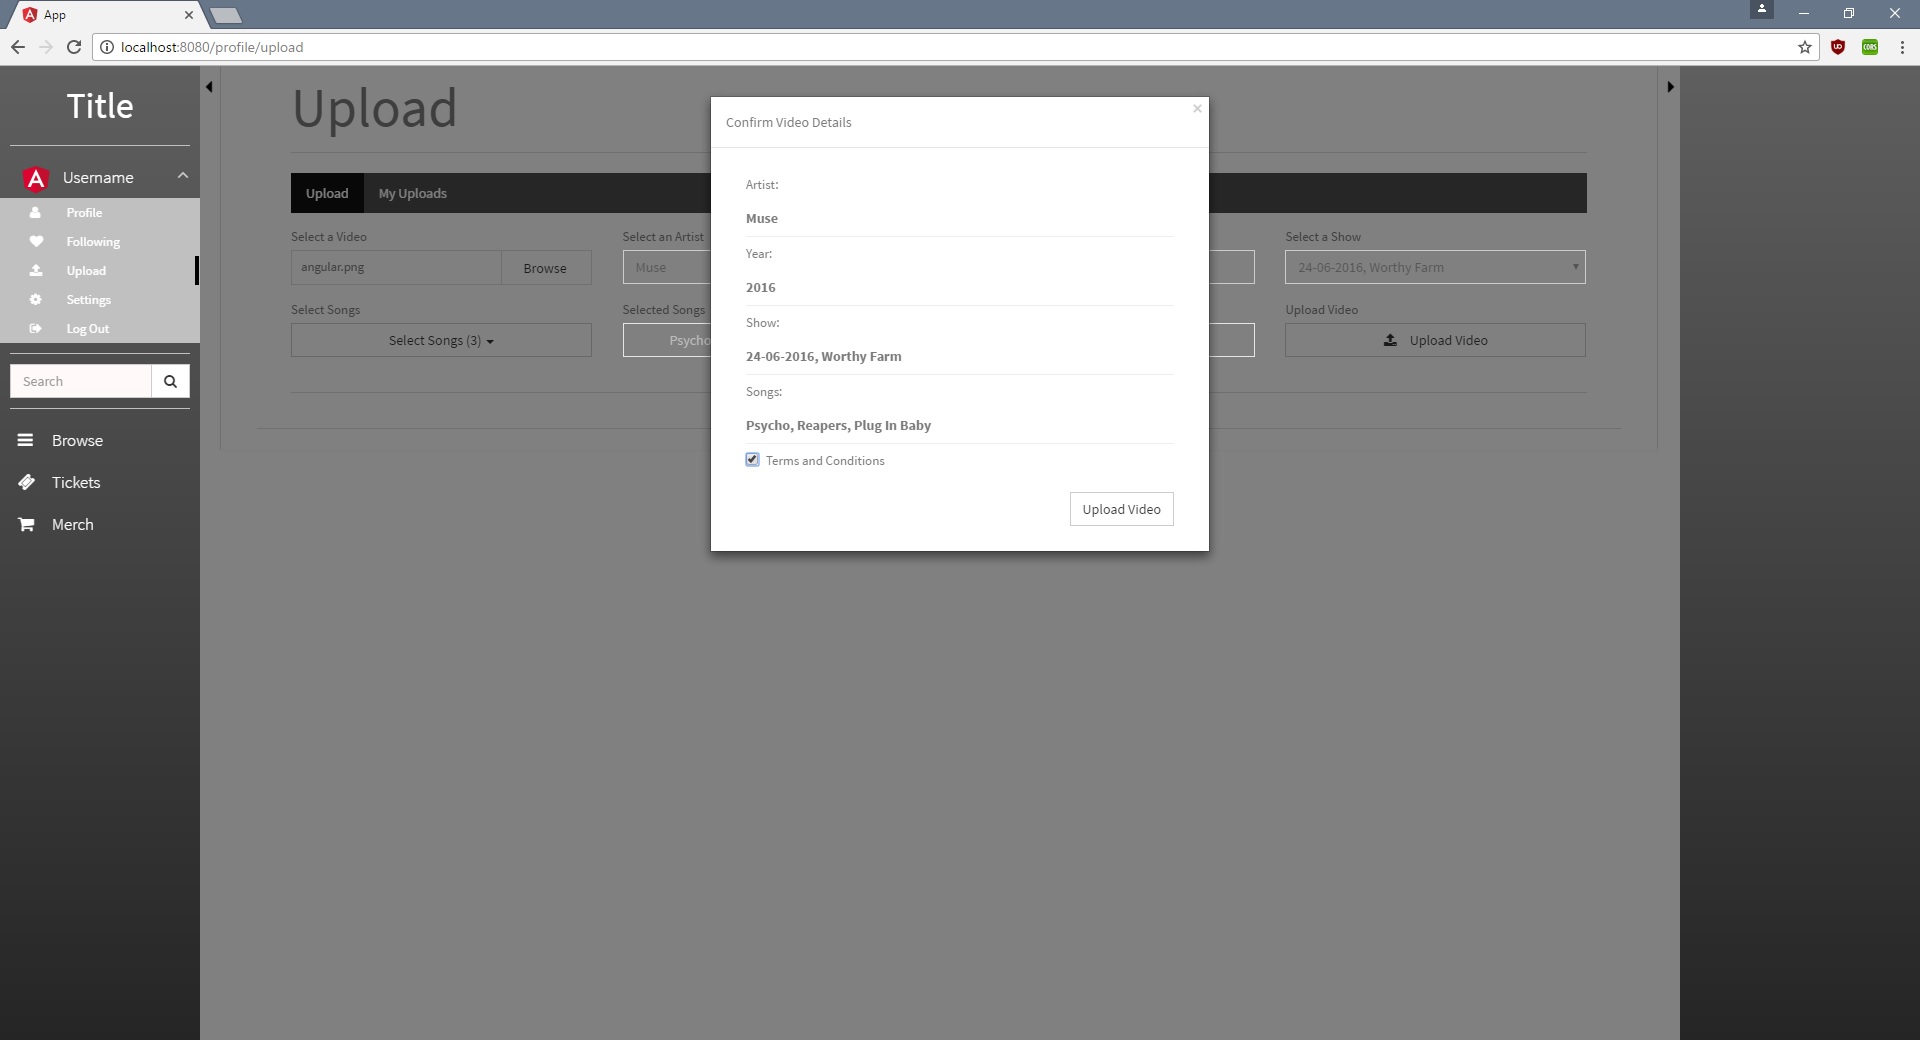 App
localhost:8080/profile/upload
Title
Username
Profile
Following
Upload
Settings
Log Out
Search
Browse
Tickets
Merch
Upload
Upload My Uploads
Select a Video
angular.png Browse
Select an Artist
Muse
Select a Show
24-06-2016, Worthy Farm
Select Songs
Select Songs (3)
Selected Songs
Psycho
Upload Video
Upload Video
Confirm Video Details
×
Artist:
Muse
Year:
2016
Show:
24-06-2016, Worthy Farm
Songs:
Psycho, Reapers, Plug In Baby
Terms and Conditions
Upload Video